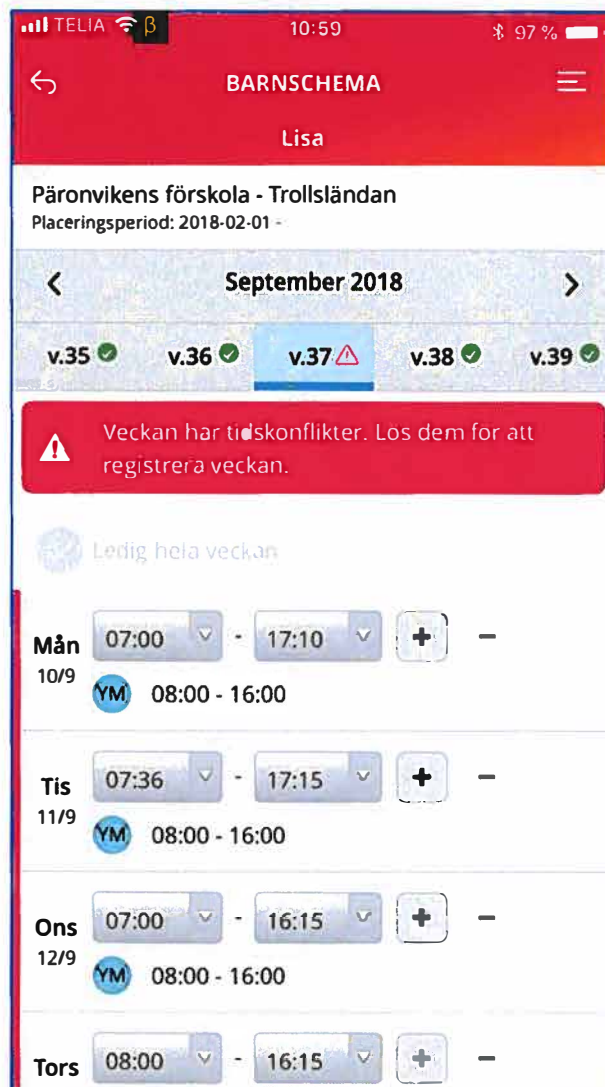 TELIA β 10:59 97 %
BARNSCHEMA
Lisa
Päronvikens förskola - Trollsländan
Placeringsperiod: 2018-02-01 -
September 2018
v.35 v.36 v.37 v.38 v.39
Veckan har tidskonflikter. Lös dem för att
registrera veckan.
Ledig hela veckan
Mån 07:00 - 17:10 + -
10/9
YM 08:00 - 16:00
Tis 07:36 - 17:15 + -
11/9
YM 08:00 - 16:00
Ons 07:00 - 16:15 + -
12/9
YM 08:00 - 16:00
Tors 08:00 - 16:15 + -